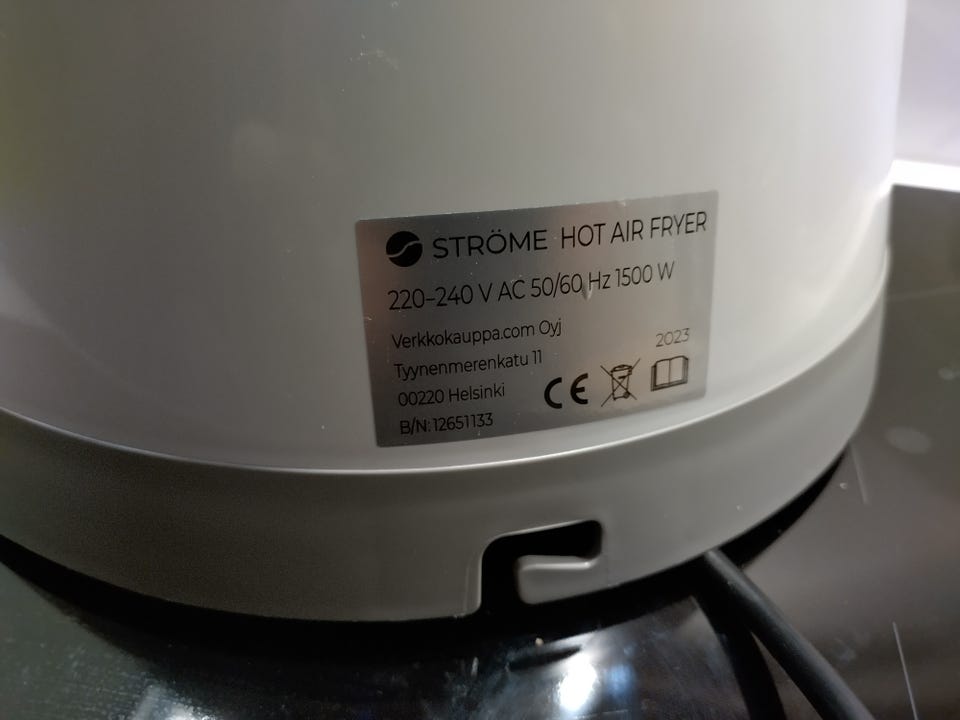 STRÖME HOT AIR FRYER
220–240 V AC 50/60 Hz 1500 W
Verkkokauppa.com Oyj
Tyynenmerenkatu 11
00220 Helsinki
B/N: 12651133
2023
CE